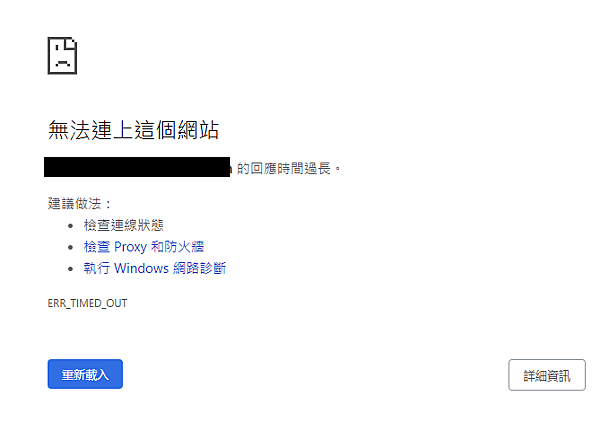 無法連上這個網站
的回應時間過長。
建議做法：
檢查連線狀態
檢查 Proxy 和防火牆
執行 Windows 網路診斷
ERR_TIMED_OUT
重新載入
詳細資訊